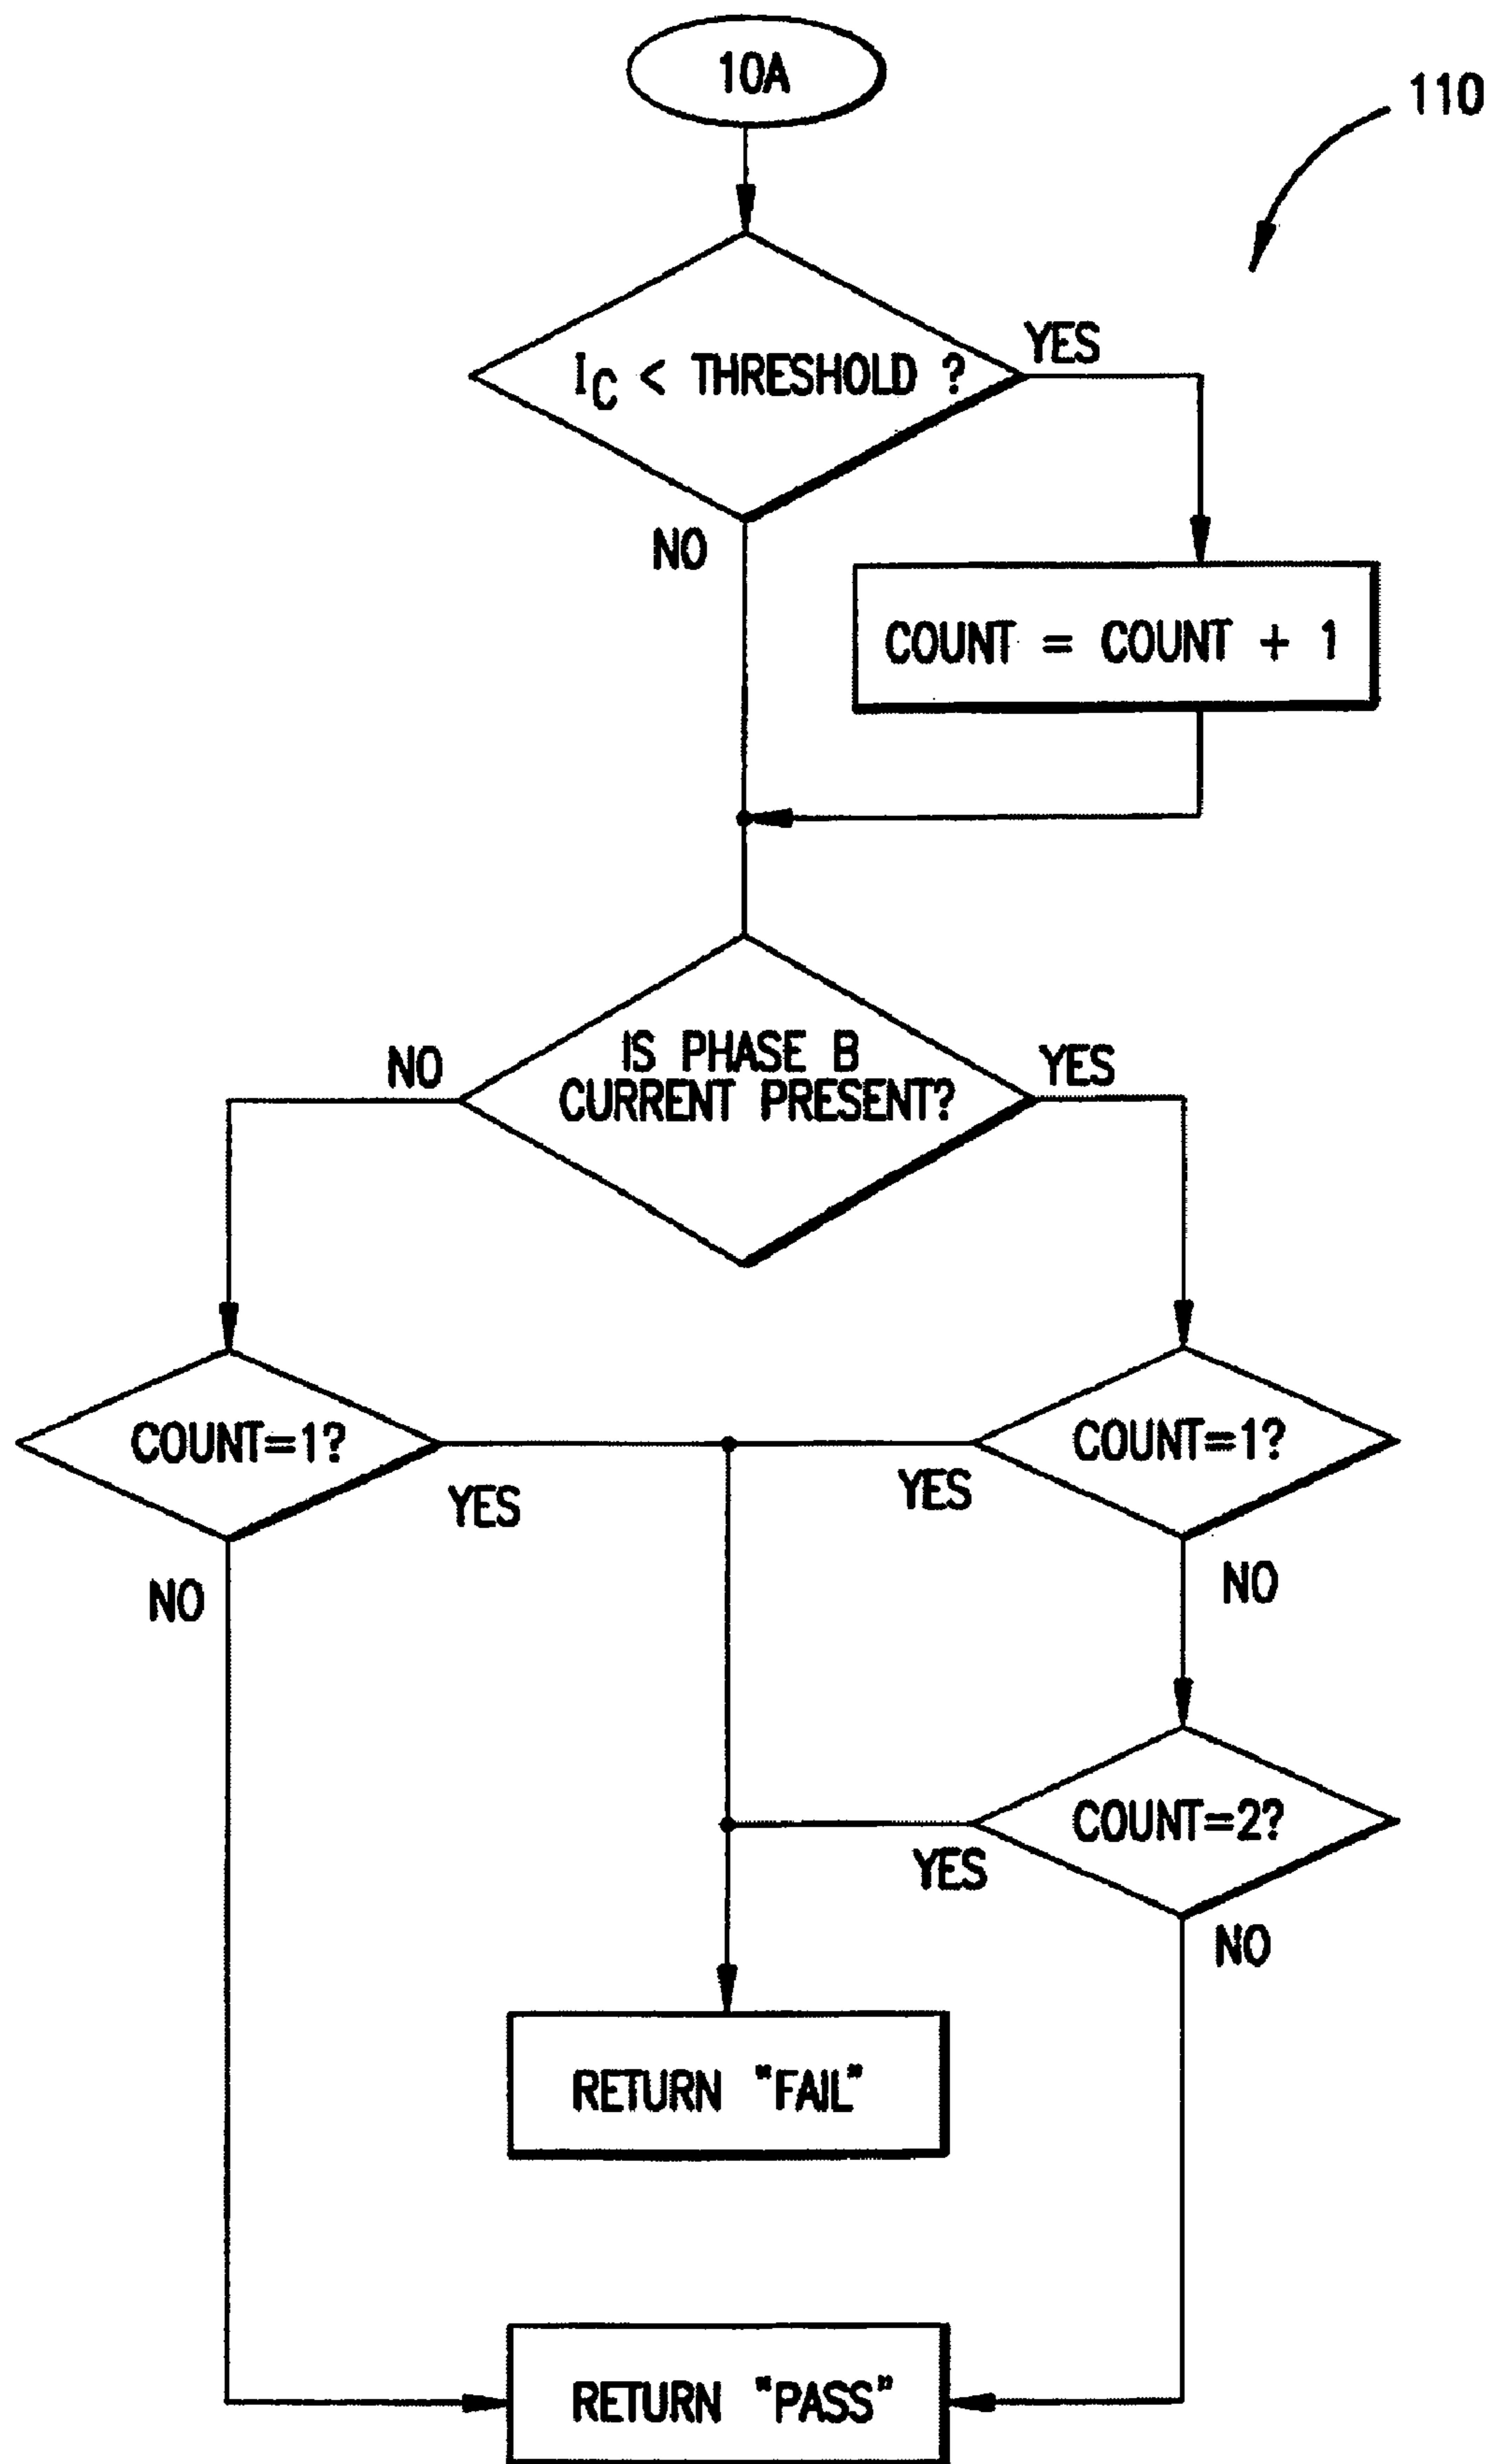 10A
110
I_C < THRESHOLD ?
YES
NO
COUNT = COUNT + 1
IS PHASE B
CURRENT PRESENT?
NO
YES
COUNT=1?
COUNT=1?
YES
YES
NO
NO
COUNT=2?
YES
NO
RETURN "FAIL"
RETURN "PASS"